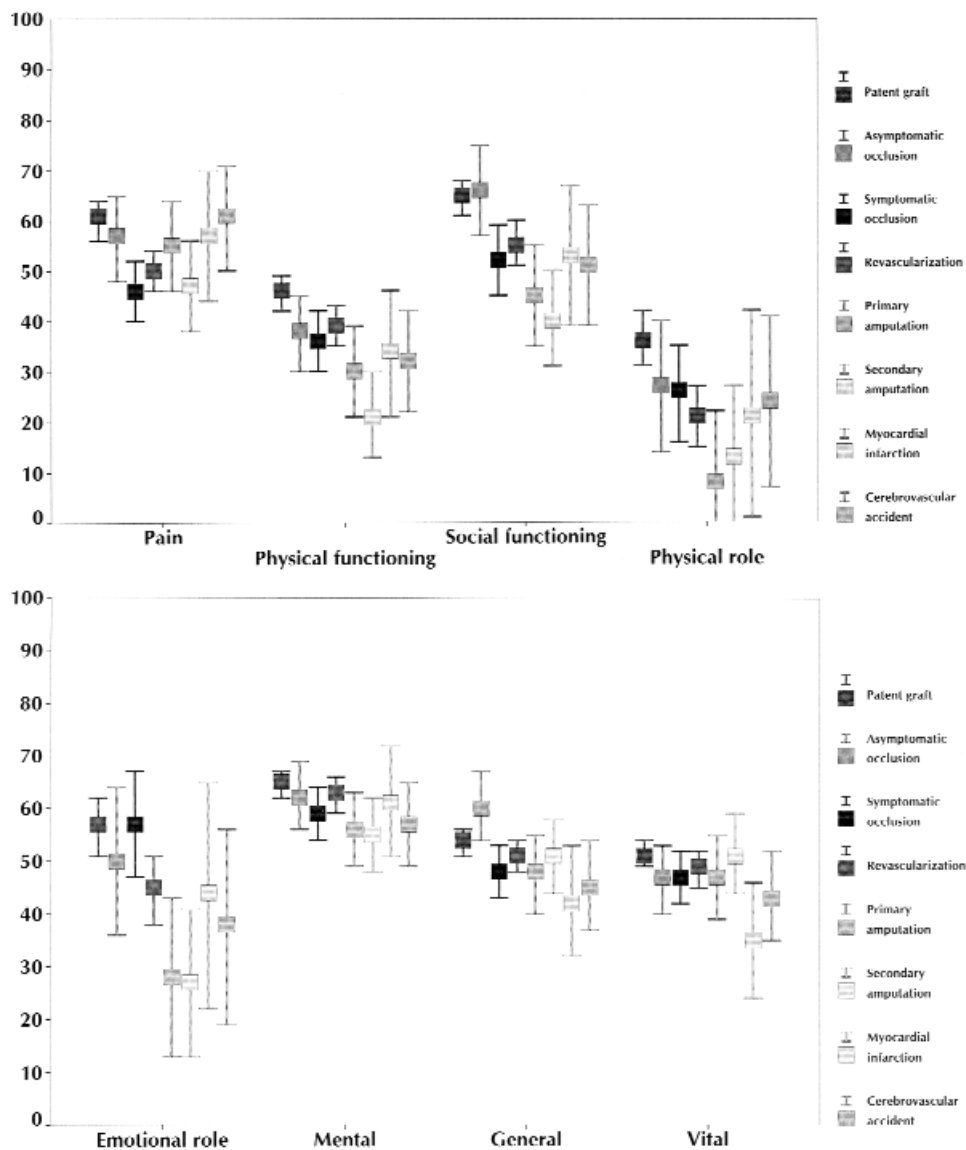 100
90
80
70
60
50
40
30
20
10
0
Pain
Physical functioning
Social functioning
Physical role
Patent graft
Asymptomatic
occlusion
Symptomatic
occlusion
Revascularization
Primary
amputation
Secondary
amputation
Myocardial
infarction
Cerebrovascular
accident
100
90
80
70
60
50
40
30
20
10
0
Emotional role
Mental
General
Vital
Patent graft
Asymptomatic
occlusion
Symptomatic
occlusion
Revascularization
Primary
amputation
Secondary
amputation
Myocardial
infarction
Cerebrovascular
accident